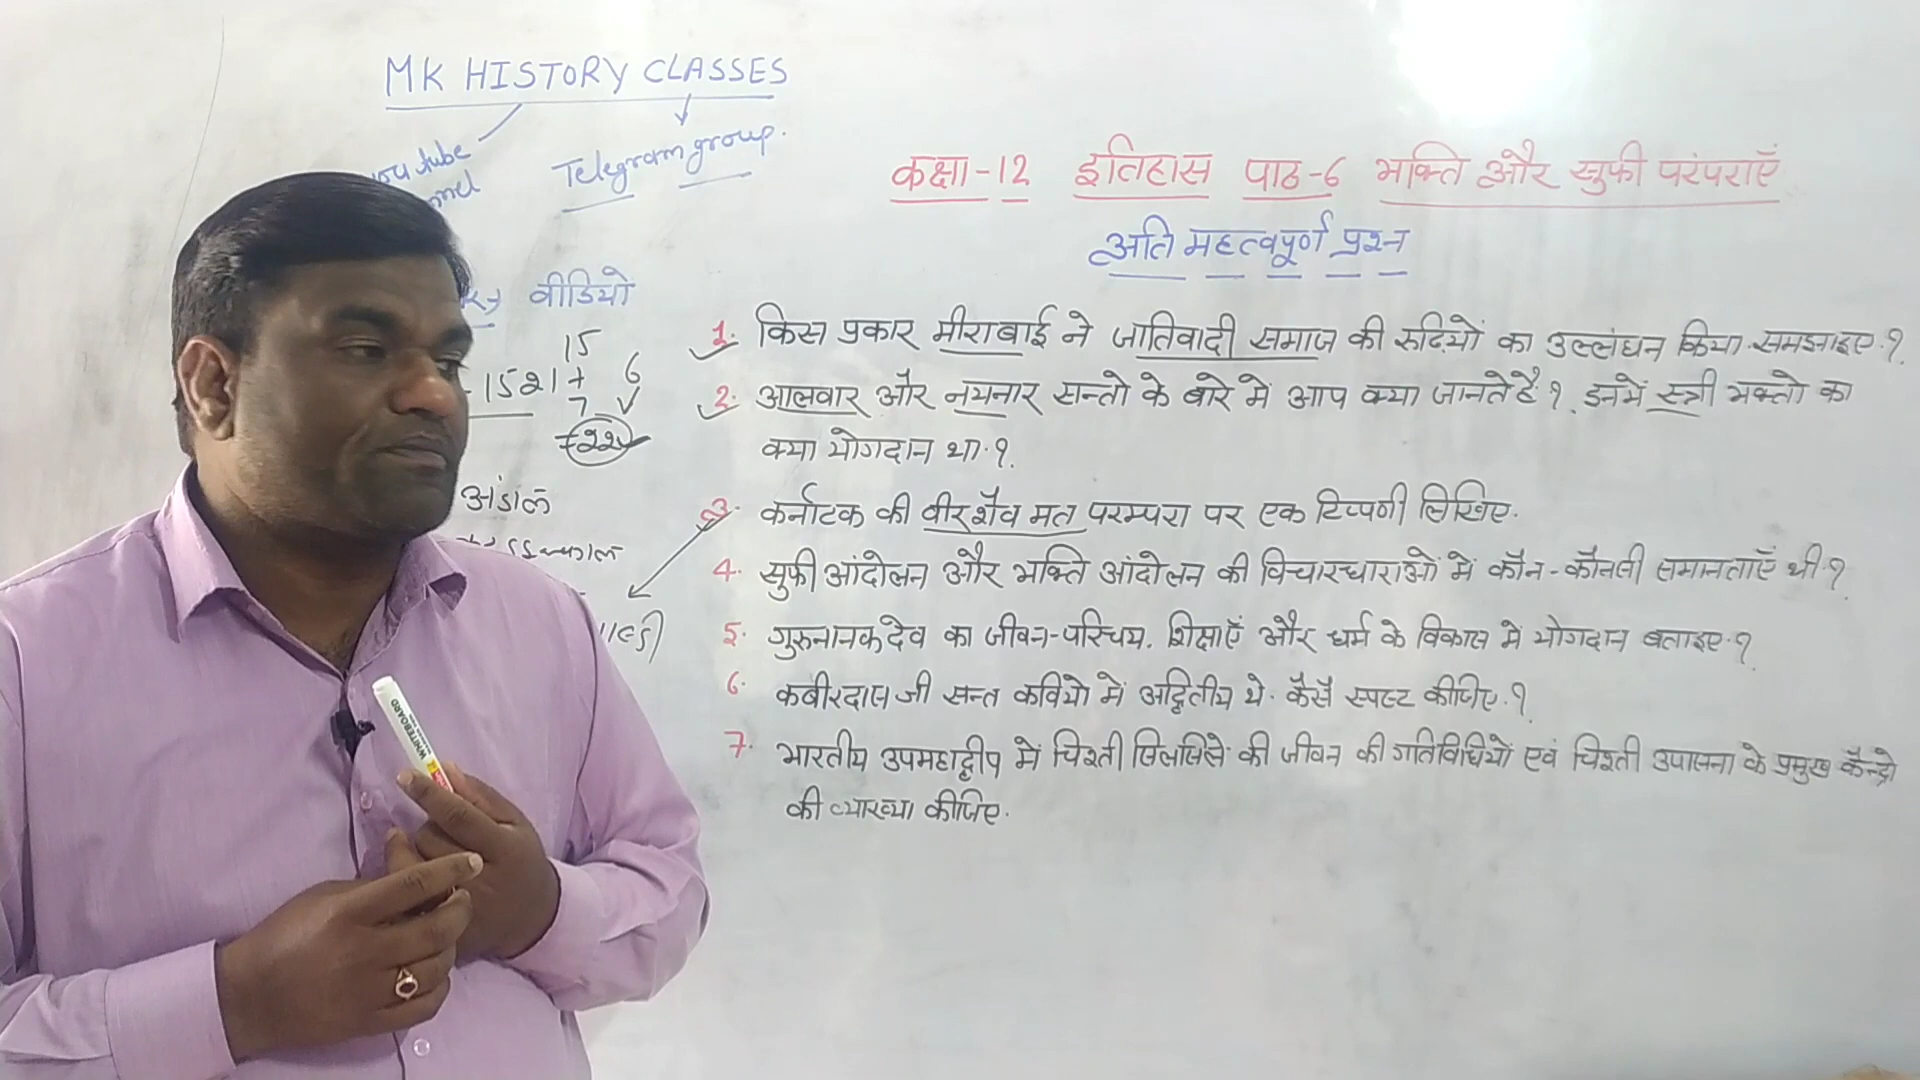 MK HISTORY CLASSES
Telegram group.
वीडियो
15
1521+ 6
7
आंडाल
कक्षा-12 इतिहास पाठ-6 भक्ति और सुफी परंपराएँ
अति महत्वपूर्ण प्रश्न
1. किस प्रकार मीराबाई ने जातिवादी समाज की रूढ़ियों का उल्लंघन किया. समझाइए.?
2. आलवार और नयनार सन्तो के बारे में आप क्या जानते हैं?. इनमें स्त्री भक्तो का
क्या योगदान था.?
3. कर्नाटक की वीरशैव मत परम्परा पर एक टिप्पणी लिखिए.
4. सुफी आंदोलन और भक्ति आंदोलन की विचारधाराओं में कौन-कौनसी समानताएँ थी.?
5. गुरुनानकदेव का जीवन-परिचय, शिक्षाएँ और धर्म के विकास में योगदान बताइए.?
6. कबीरदास जी सन्त कवियो में अद्वितीय थे. कैसे स्पष्ट कीजिए.?
7. भारतीय उपमहाद्वीप में चिश्ती सिलसिले की जीवन की गतिविधियों एवं चिश्ती उपासना के प्रमुख केन्द्रो
की व्याख्या कीजिए.
WHITEBOARD